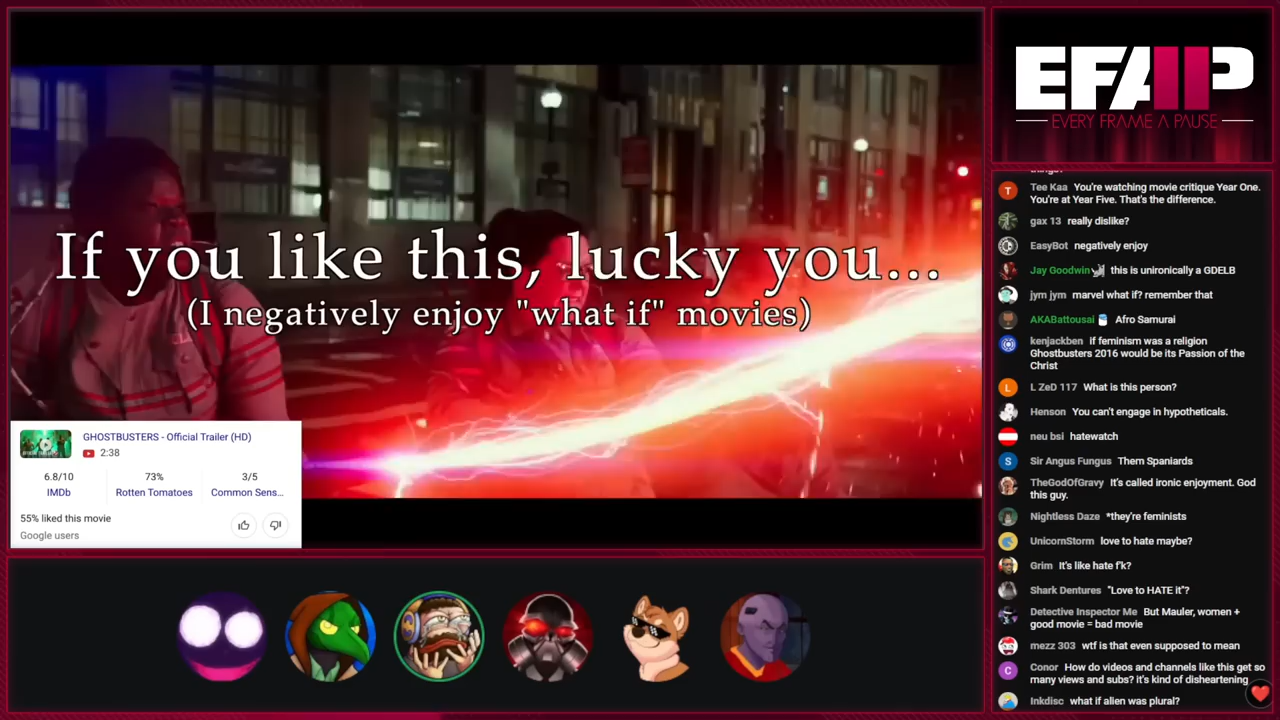 If you like this, lucky you...
(I negatively enjoy "what if" movies)
GHOSTBUSTERS - Official Trailer (HD)
2:38
6.8/10
73%
3/5
IMDb
Rotten Tomatoes
Common Sens...
55% liked this movie
Google users
EFAP
EVERY FRAME A PAUSE
things?
Tee Kaa You're watching movie critique Year One.
You're at Year Five. That's the difference.
gax 13 really dislike?
EasyBot negatively enjoy
Jay Goodwin this is unironically a GDELB
jym jym marvel what if? remember that
AKABattousai Afro Samurai
kenjackben if feminism was a religion
Ghostbusters 2016 would be its Passion of the
Christ
L ZeD 117 What is this person?
Henson You can't engage in hypotheticals.
neu bsi hatewatch
Sir Angus Fungus Them Spaniards
TheGodOfGravy It's called ironic enjoyment. God
this guy.
Nightless Daze *they're feminists
UnicornStorm love to hate maybe?
Grim It's like hate f'k?
Shark Dentures "Love to HATE it"?
Detective Inspector Me But Mauler, women +
good movie = bad movie
mezz 303 wtf is that even supposed to mean
Conor How do videos and channels like this get so
many views and subs? it's kind of disheartening
Inkdisc what if alien was plural?